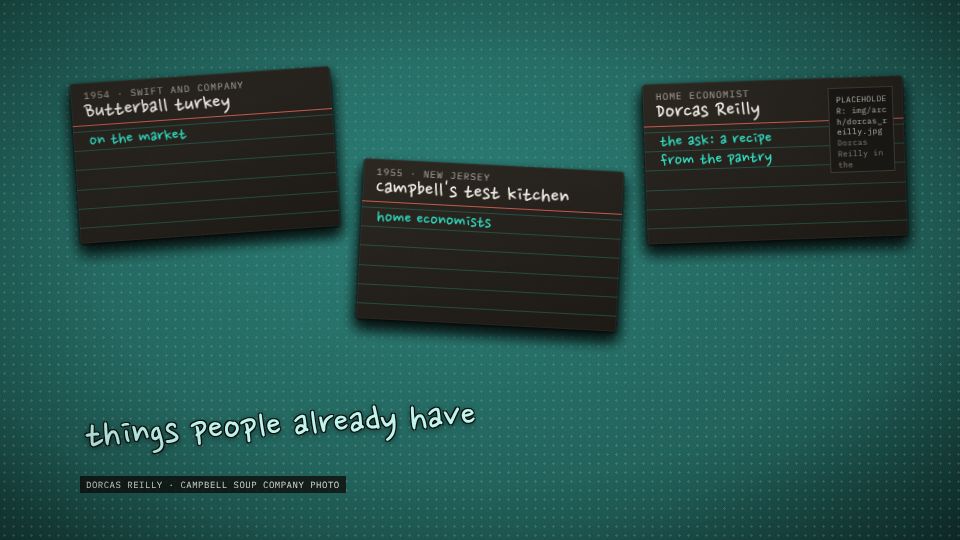 1954 · SWIFT AND COMPANY
Butterball turkey
on the market
1955 · NEW JERSEY
Campbell's test kitchen
home economists
HOME ECONOMIST
Dorcas Reilly
the ask: a recipe
from the pantry
PLACEHOLDE
R: img/arc
h/dorcas_r
eilly.jpg
Dorcas
Reilly in
the
things people already have
DORCAS REILLY · CAMPBELL SOUP COMPANY PHOTO